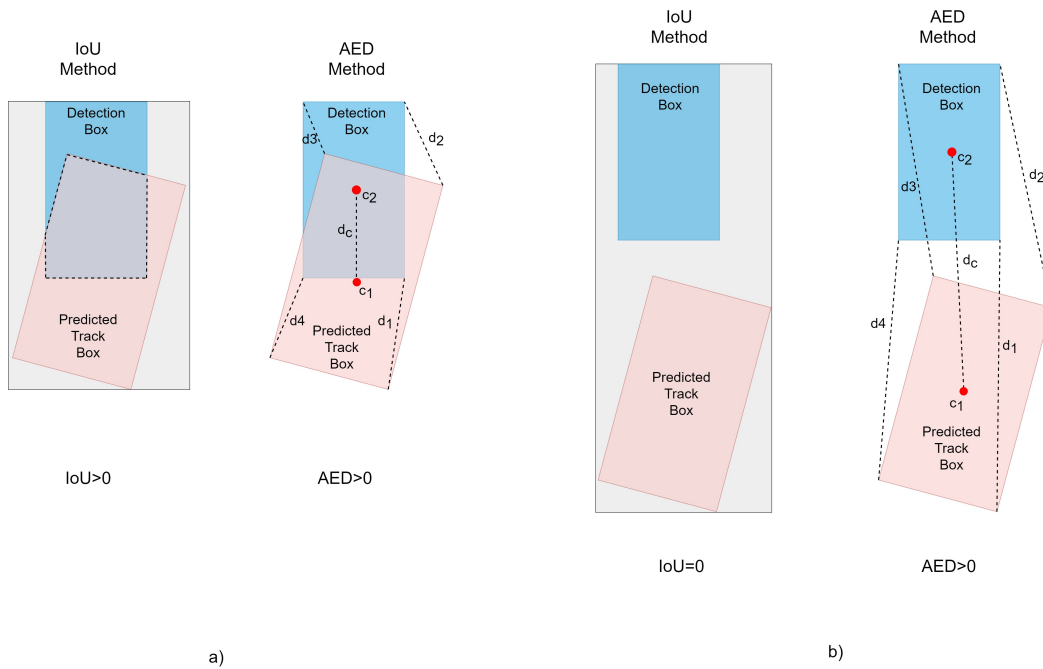 IoU
Method
Detection
Box
Predicted
Track
Box
IoU>0
AED
Method
Detection
Box
d3
d2
c2
dc
c1
d4
d1
Predicted
Track
Box
AED>0
a)
IoU
Method
Detection
Box
Predicted
Track
Box
IoU=0
AED
Method
Detection
Box
c2
d3
d2
dc
d4
d1
c1
Predicted
Track
Box
AED>0
b)